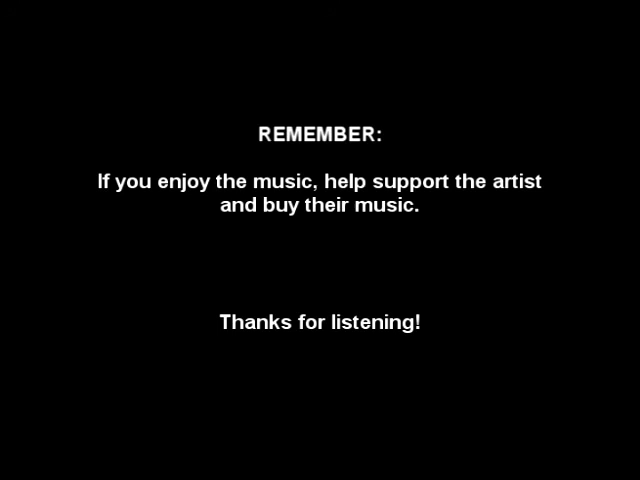 REMEMBER:
If you enjoy the music, help support the artist
and buy their music.
Thanks for listening!